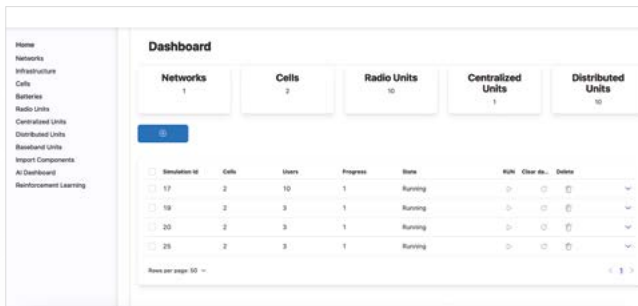 Home
Networks
Infrastructure
Cells
Batteries
Radio Units
Centralized Units
Distributed Units
Baseband Units
Import Components
AI Dashboard
Reinforcement Learning
Dashboard
Networks
1
Cells
2
Radio Units
10
Centralized
Units
1
Distributed
Units
10
Simulation Id Cells Users Progress State RUN Clear da... Delete
17 2 10 1 Running
19 2 3 1 Running
20 2 3 1 Running
25 2 3 1 Running
Rows per page: 50
1